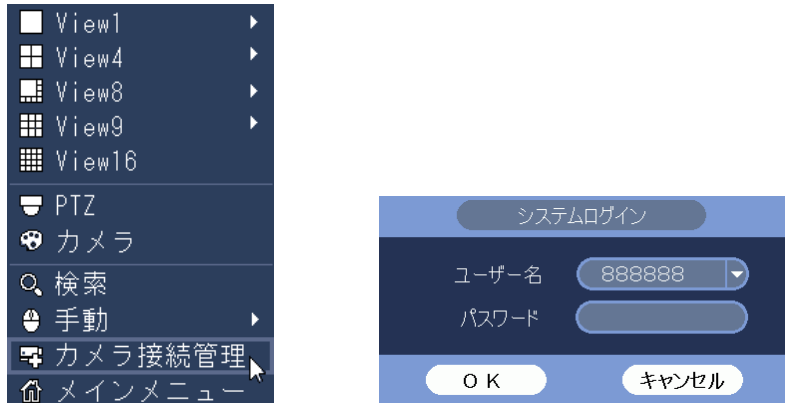 View1
View4
View8
View9
View16
PTZ
カメラ
検索
手動
カメラ接続管理
メインメニュー
システムログイン
ユーザー名 888888
パスワード
ＯＫ キャンセル